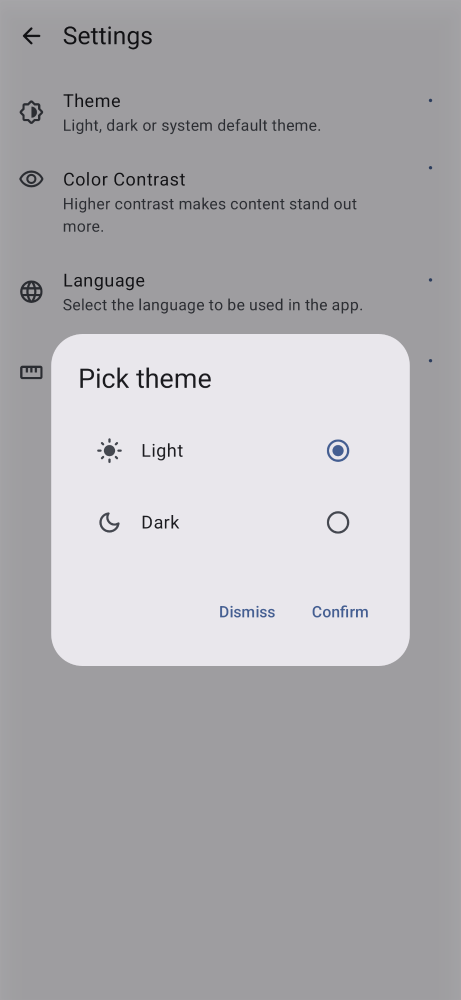 Settings
Theme
Light, dark or system default theme.
Color Contrast
Higher contrast makes content stand out
more.
Language
Select the language to be used in the app.
Pick theme
Light
Dark
Dismiss
Confirm